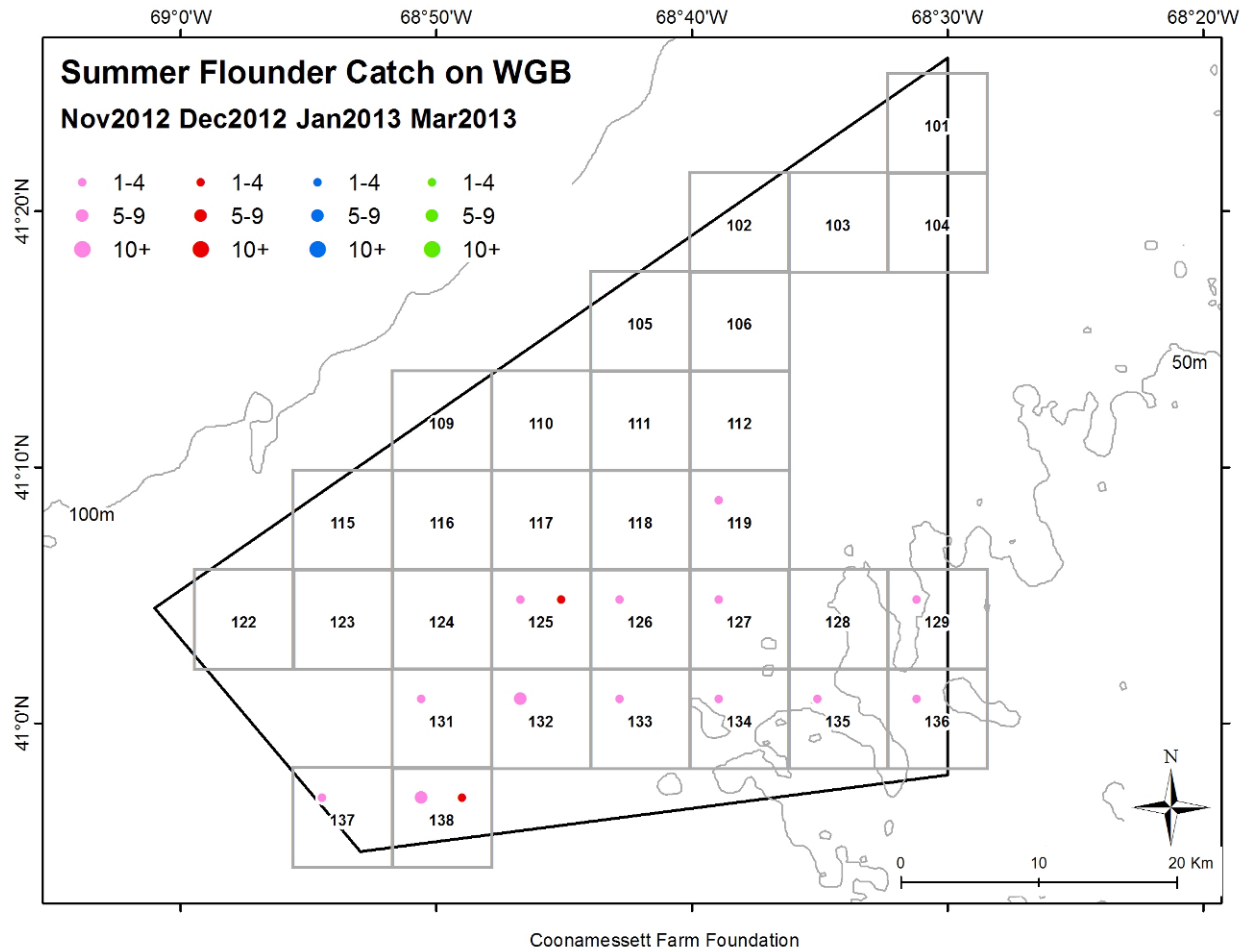 69°0'W 68°50'W 68°40'W 68°30'W 68°20'W
Summer Flounder Catch on WGB
Nov2012 Dec2012 Jan2013 Mar2013
1-4 1-4 1-4 1-4
5-9 5-9 5-9 5-9
10+ 10+ 10+ 10+
101
41°20'N
102 103 104
105 106
50m
109 110 111 112
41°10'N
100m
115 116 117 118 119
122 123 124 125 126 127 128 129
41°0'N
131 132 133 134 135 136
N
137 138
0 10 20 Km
Coonamessett Farm Foundation